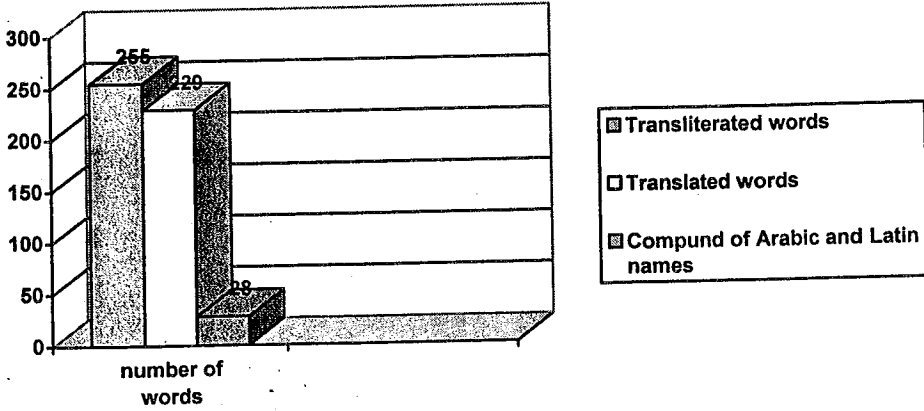 300
250
200
150
100
50
0
255
229
28
number of
words
Transliterated words
Translated words
Compund of Arabic and Latin
names